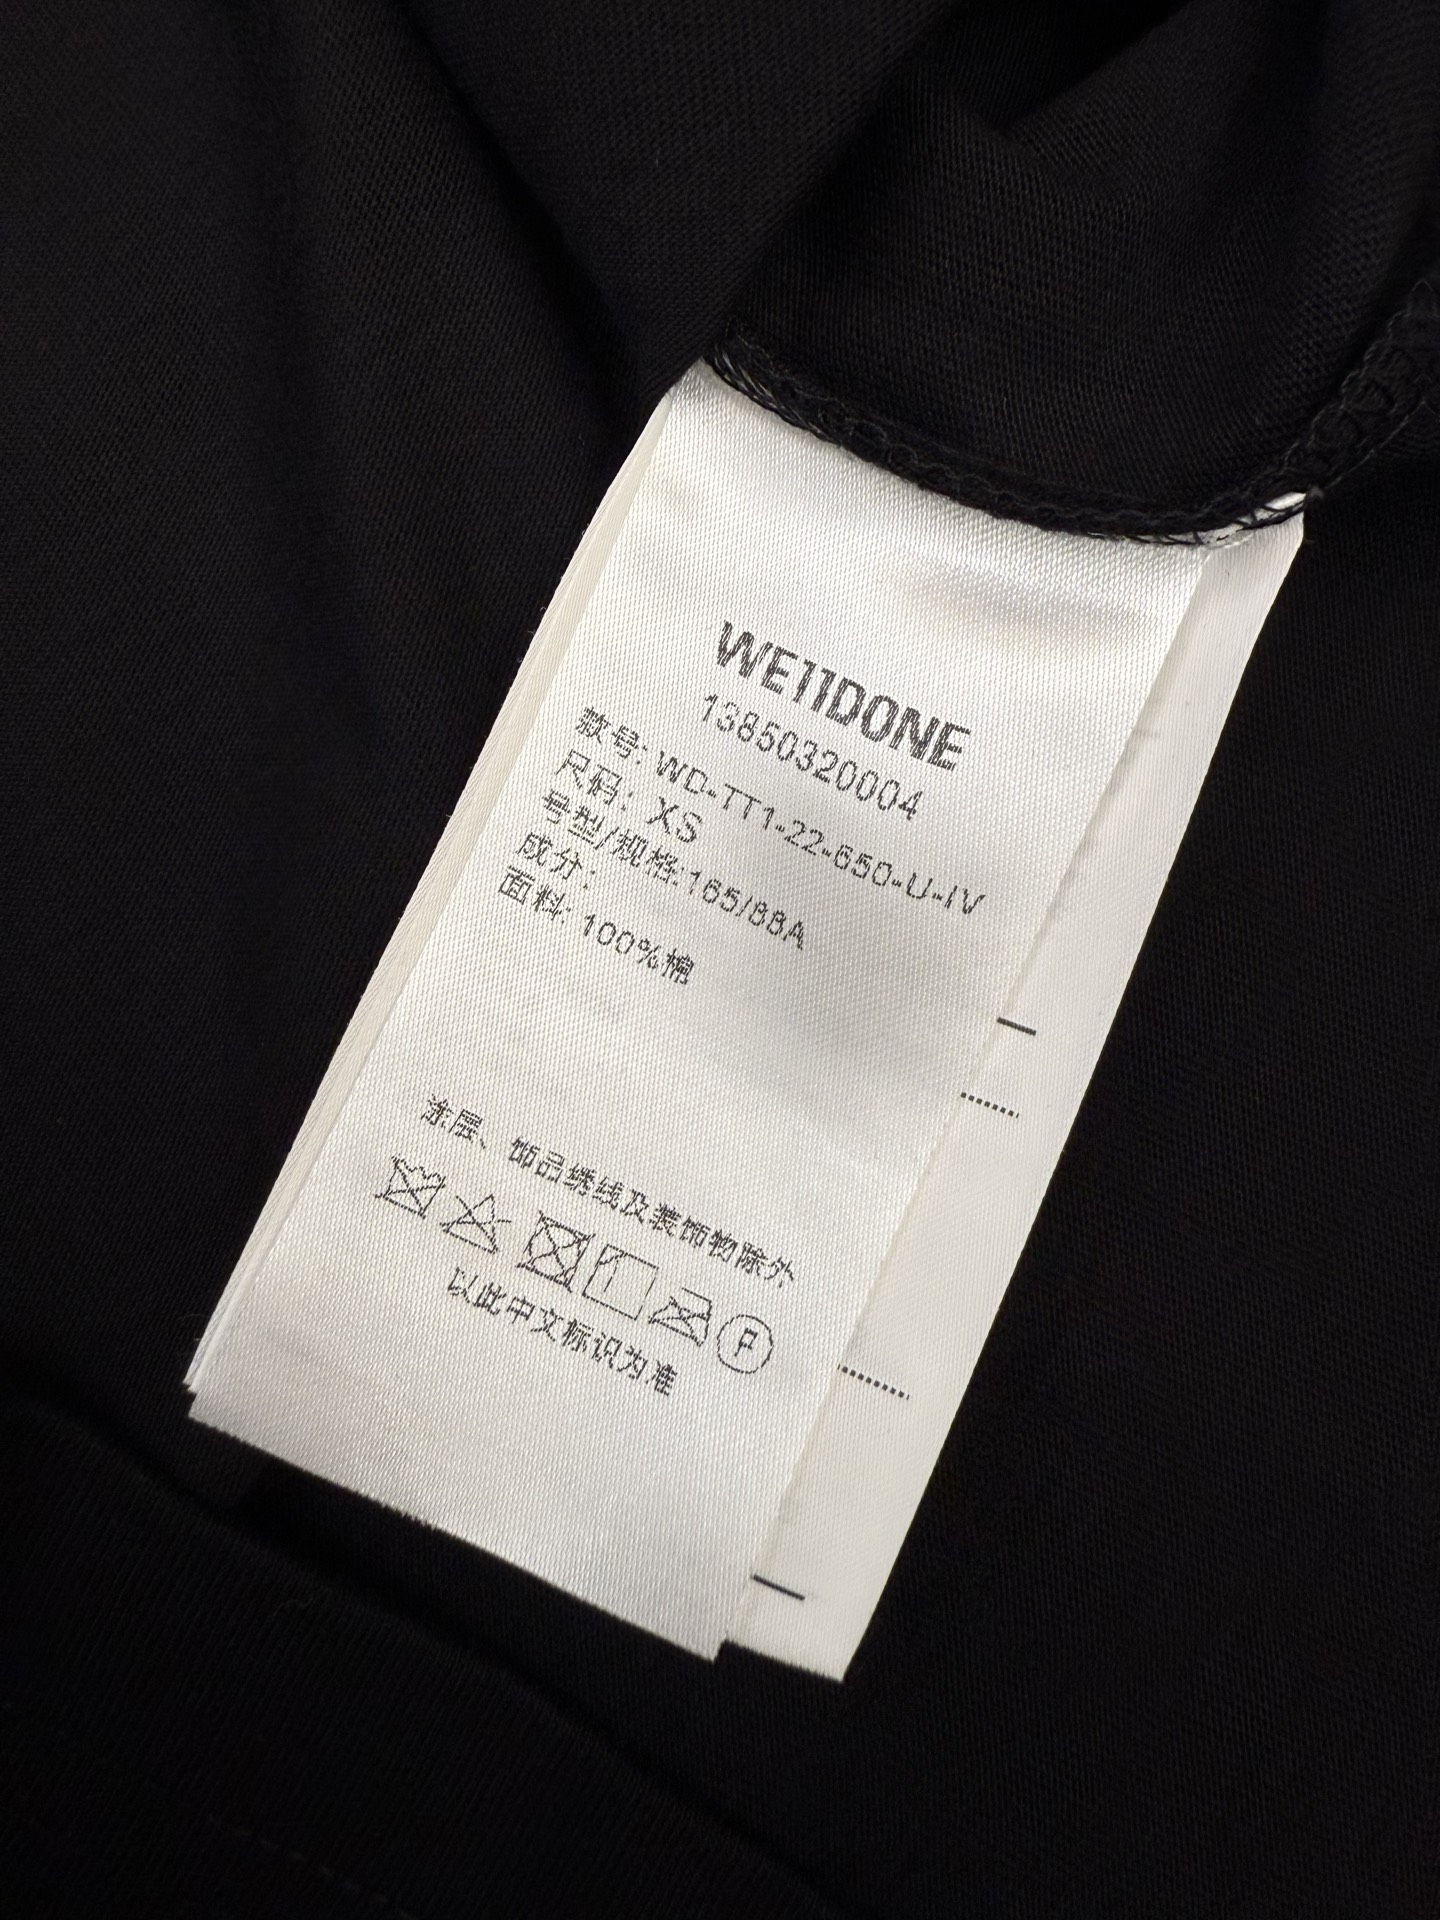 WE11DONE
13850320004
款号: WD-TT1-22-650-U-IV
尺码: XS
号型/规格:165/88A
成分:
面料: 100%棉
涂层、饰品绣线及装饰物除外
P
以此中文标识为准